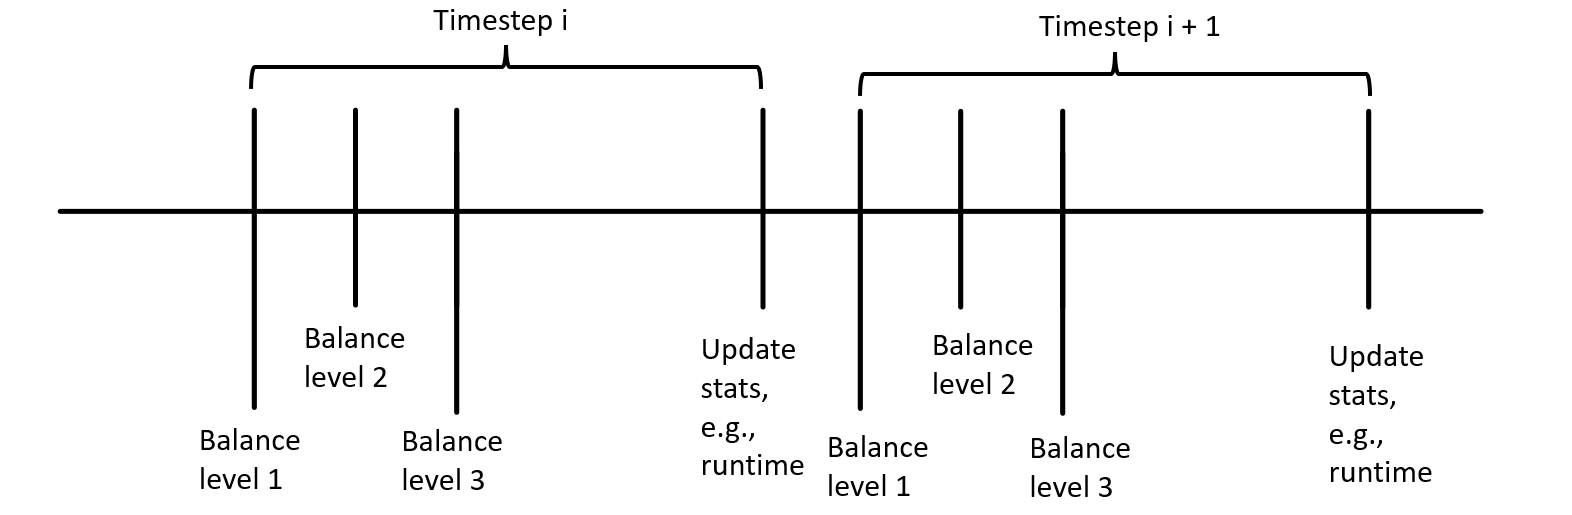 Timestep i
Timestep i + 1
Balance
level 2
Balance
level 1
Balance
level 3
Update
stats,
e.g.,
runtime
Balance
level 2
Balance
level 1
Balance
level 3
Update
stats,
e.g.,
runtime